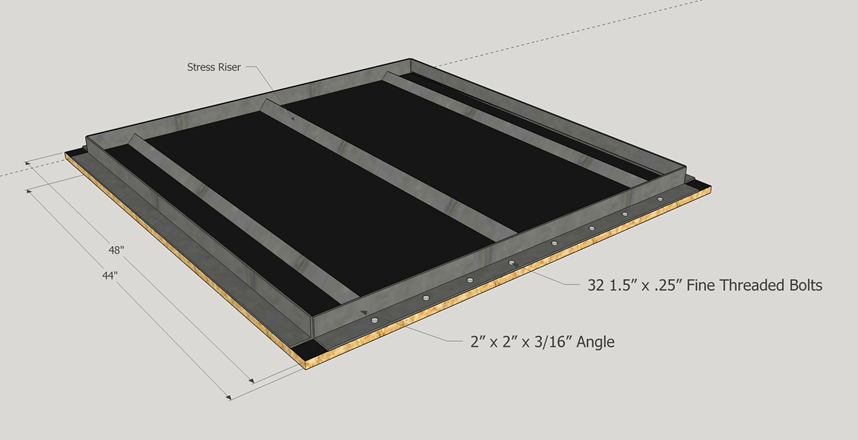 Stress Riser
48"
44"
32 1.5” x .25” Fine Threaded Bolts
2” x 2” x 3/16” Angle